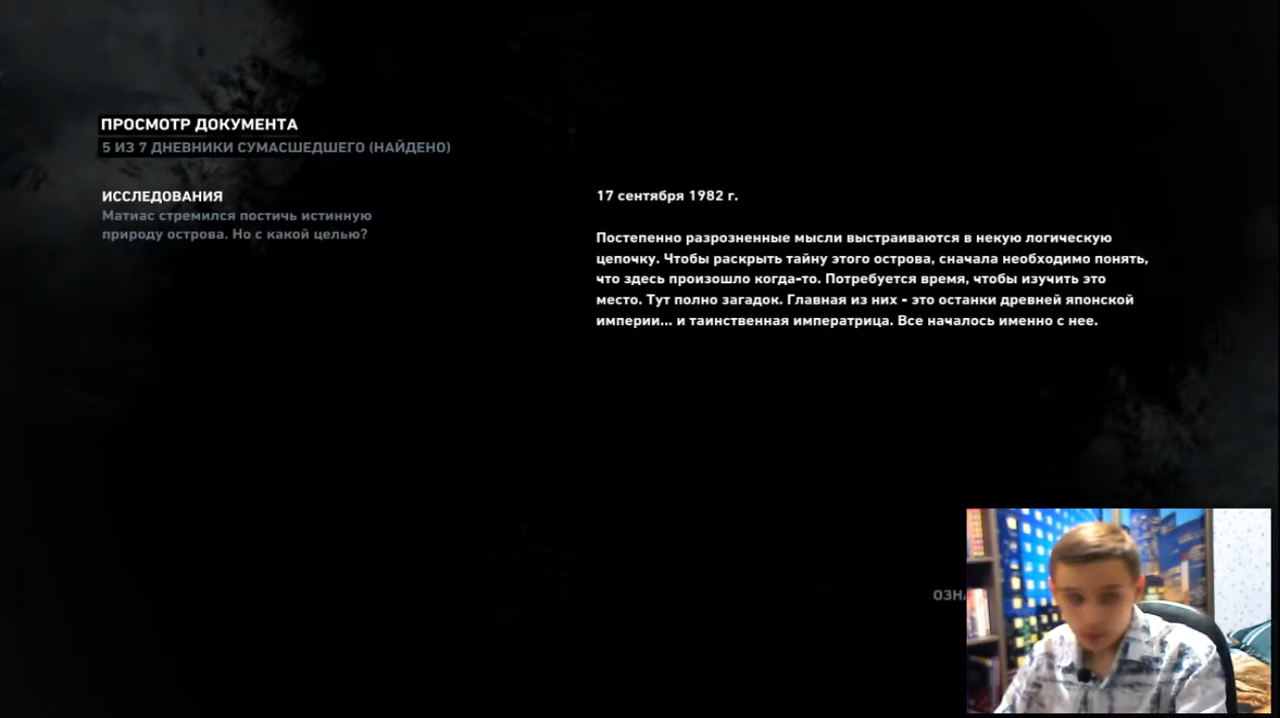 ПРОСМОТР ДОКУМЕНТА
5 ИЗ 7 ДНЕВНИКИ СУМАСШЕДШЕГО (НАЙДЕНО)
ИССЛЕДОВАНИЯ
Матиас стремился постичь истинную
природу острова. Но с какой целью?
17 сентября 1982 г.
Постепенно разрозненные мысли выстраиваются в некую логическую
цепочку. Чтобы раскрыть тайну этого острова, сначала необходимо понять,
что здесь произошло когда-то. Потребуется время, чтобы изучить это
место. Тут полно загадок. Главная из них - это останки древней японской
империи... и таинственная императрица. Все началось именно с нее.